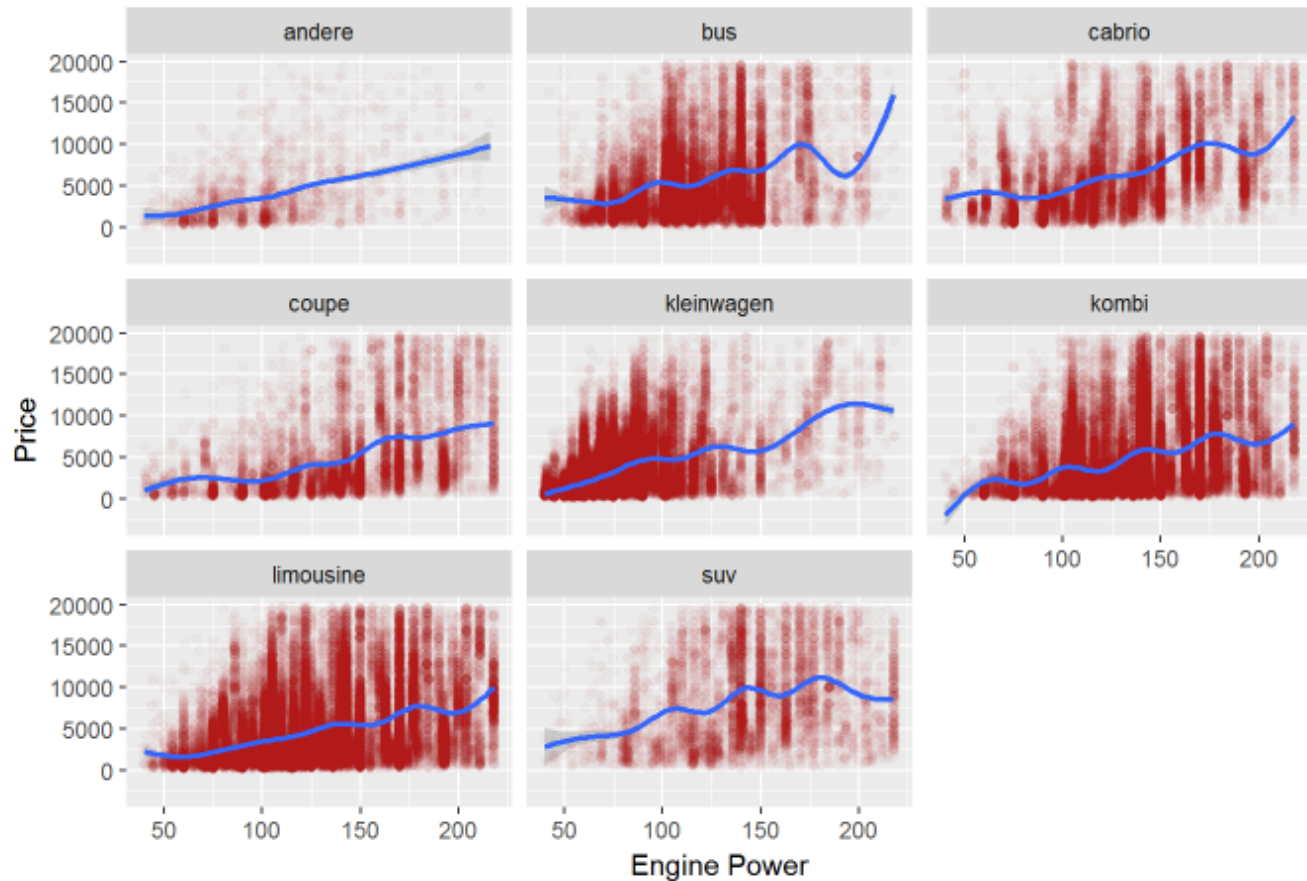 andere bus cabrio
20000
15000
10000
5000
0
coupe kleinwagen kombi
20000
15000
10000
5000
0
50 100 150 200
limousine suv
20000
15000
10000
5000
0
50 100 150 200 50 100 150 200
Price
Engine Power